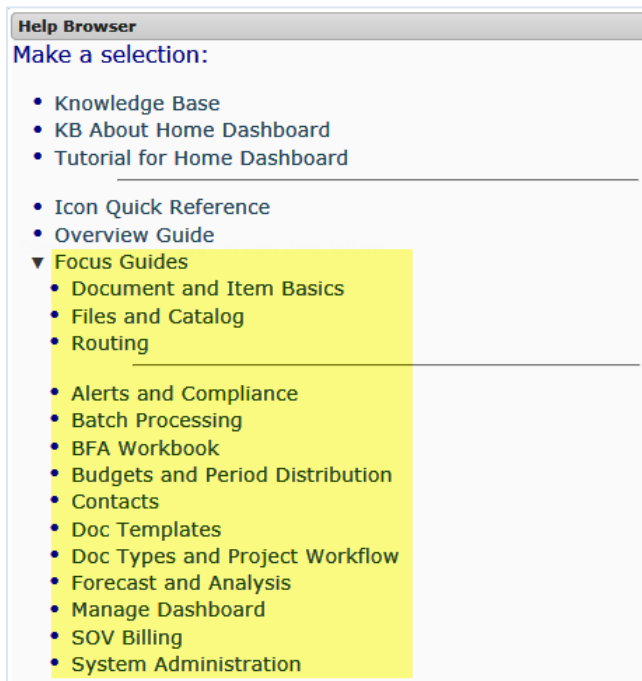 Help Browser
Make a selection:
• Knowledge Base
• KB About Home Dashboard
• Tutorial for Home Dashboard
• Icon Quick Reference
• Overview Guide
▼ Focus Guides
• Document and Item Basics
• Files and Catalog
• Routing
• Alerts and Compliance
• Batch Processing
• BFA Workbook
• Budgets and Period Distribution
• Contacts
• Doc Templates
• Doc Types and Project Workflow
• Forecast and Analysis
• Manage Dashboard
• SOV Billing
• System Administration